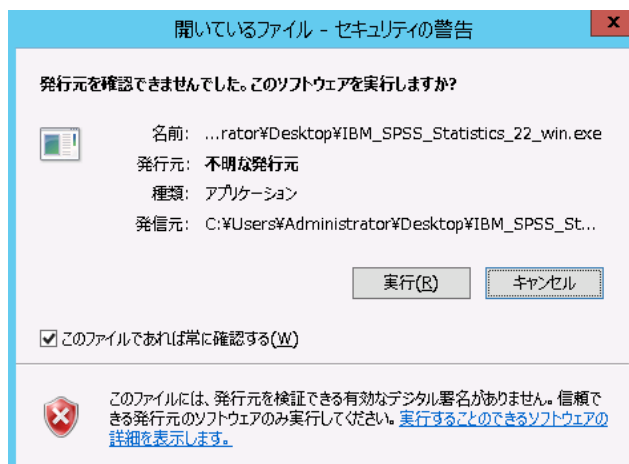 開いているファイル - セキュリティの警告
x
発行元を確認できませんでした。このソフトウェアを実行しますか?
名前: ...rator¥Desktop¥IBM_SPSS_Statistics_22_win.exe
発行元: 不明な発行元
種類: アプリケーション
発信元: C:¥Users¥Administrator¥Desktop¥IBM_SPSS_St...
実行(R) キャンセル
このファイルであれば常に確認する(W)
このファイルには、発行元を検証できる有効なデジタル署名がありません。信頼で
きる発行元のソフトウェアのみ実行してください。実行することのできるソフトウェアの
詳細を表示します。